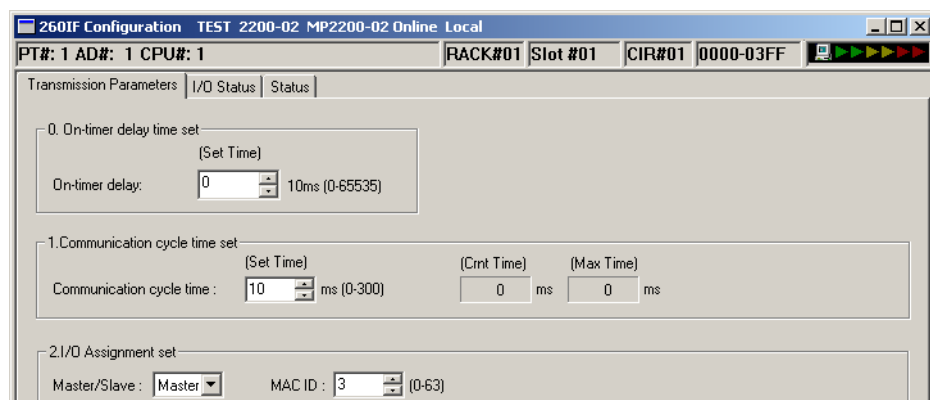 260IF Configuration TEST 2200-02 MP2200-02 Online Local
PT#: 1 AD#: 1 CPU#: 1 RACK#01 Slot #01 CIR#01 0000-03FF
Transmission Parameters I/O Status Status
0. On-timer delay time set
(Set Time)
On-timer delay: 0 10ms (0-65535)
1.Communication cycle time set
(Set Time) (Crnt Time) (Max Time)
Communication cycle time : 10 ms (0-300) 0 ms 0 ms
2.I/O Assignment set
Master/Slave : Master MAC ID : 3 (0-63)